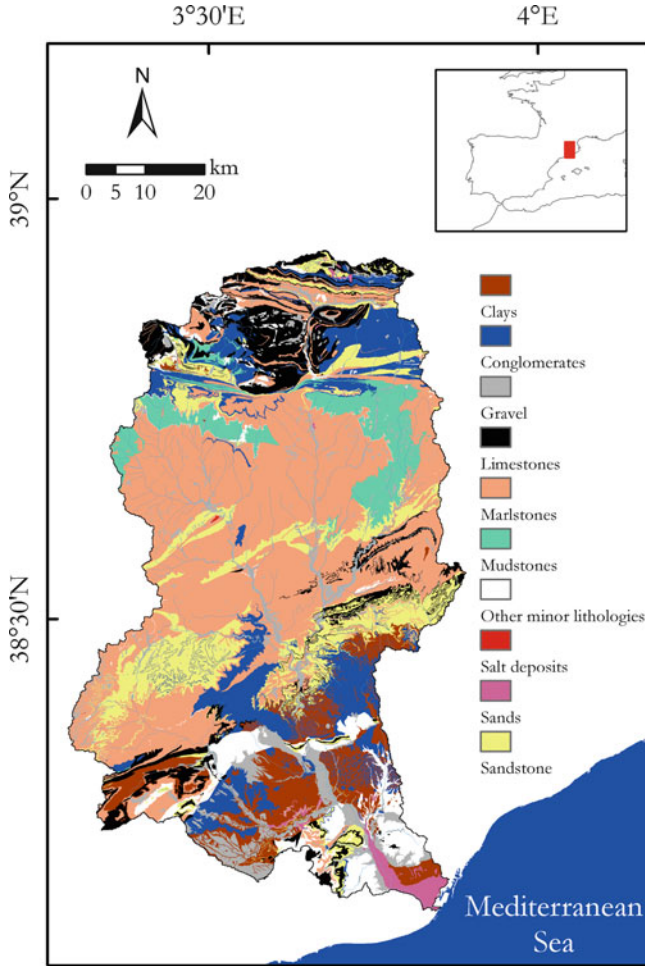 3°30'E
4°E
N
km
0 5 10 20
39°N
38°30'N
Clays
Conglomerates
Gravel
Limestones
Marlstones
Mudstones
Other minor lithologies
Salt deposits
Sands
Sandstone
Mediterranean
Sea